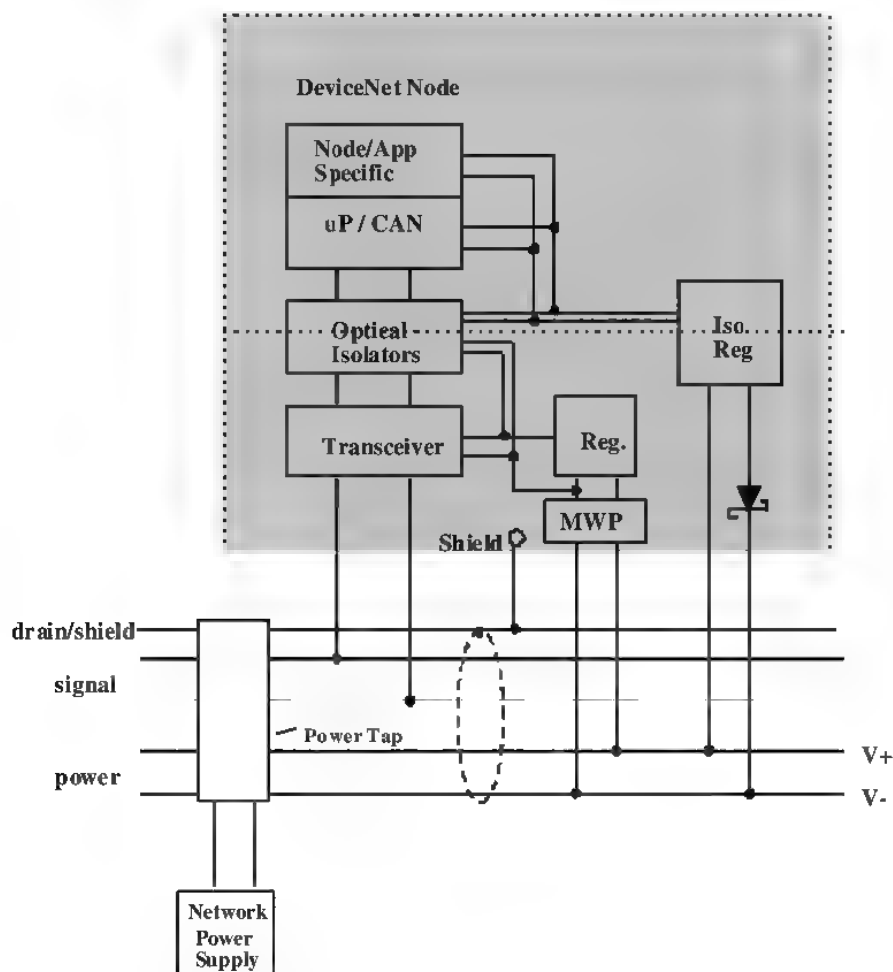 DeviceNet Node
Node/App
Specific
uP / CAN
Optical
Isolators
Iso.
Reg
Transceiver
Reg.
MWP
Shield
drain/shield
signal
Power Tap
V+
power
V-
Network
Power
Supply